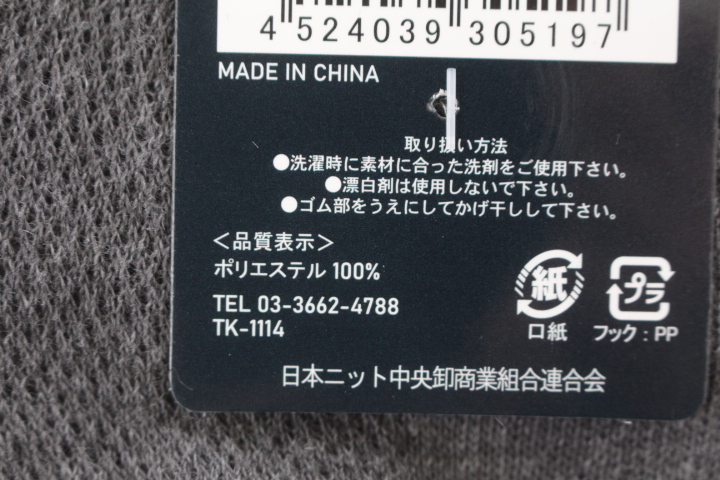 4 524039 305197
MADE IN CHINA
取り扱い方法
●洗濯時に素材に合った洗剤をご使用下さい。
●漂白剤は使用しないで下さい。
●ゴム部をうえにしてかげ干しして下さい。
＜品質表示＞
ポリエステル 100%
TEL 03-3662-4788
TK-1114
紙
プラ
口紙
フック：PP
日本ニット中央卸商業組合連合会